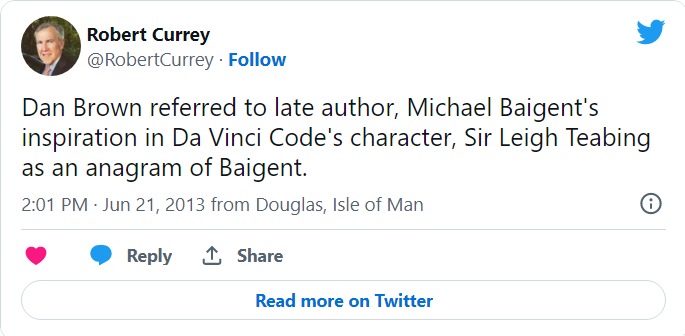 Robert Currey
@RobertCurrey · Follow
Dan Brown referred to late author, Michael Baigent's
inspiration in Da Vinci Code's character, Sir Leigh Teabing
as an anagram of Baigent.
2:01 PM · Jun 21, 2013 from Douglas, Isle of Man
Reply Share
Read more on Twitter